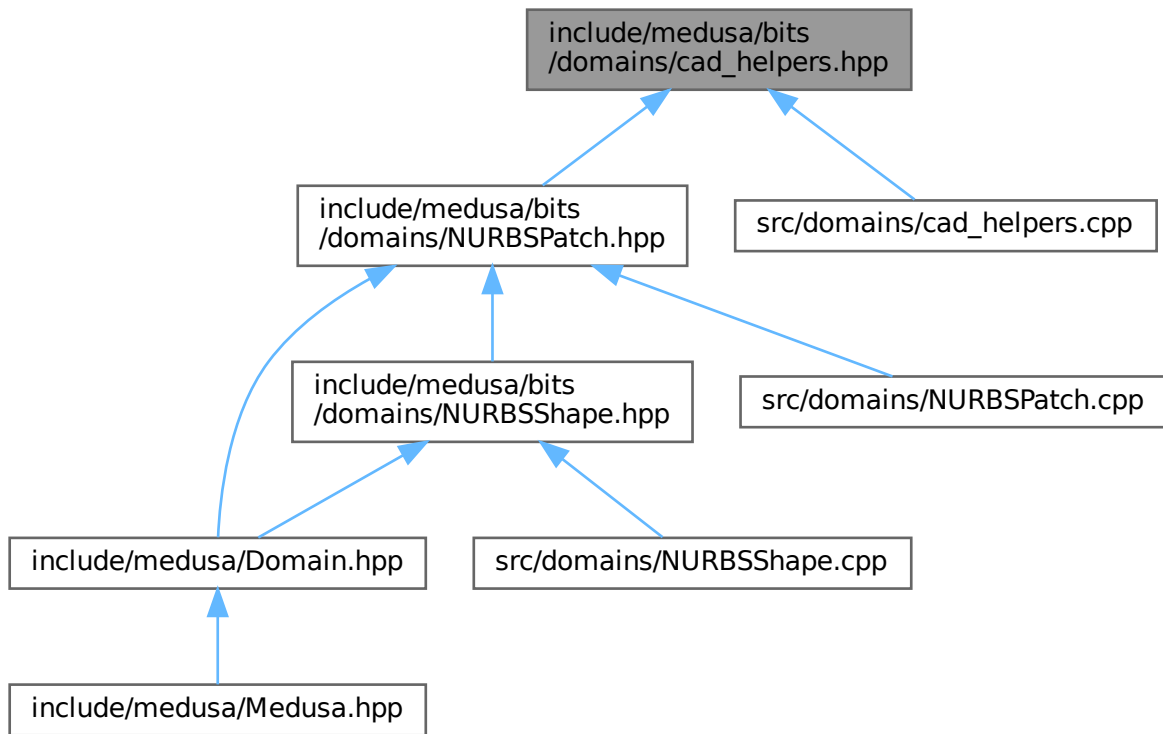 include/medusa/bits
/domains/cad_helpers.hpp
include/medusa/bits
/domains/NURBSPatch.hpp
src/domains/cad_helpers.cpp
include/medusa/bits
/domains/NURBSShape.hpp
src/domains/NURBSPatch.cpp
include/medusa/Domain.hpp
src/domains/NURBSShape.cpp
include/medusa/Medusa.hpp